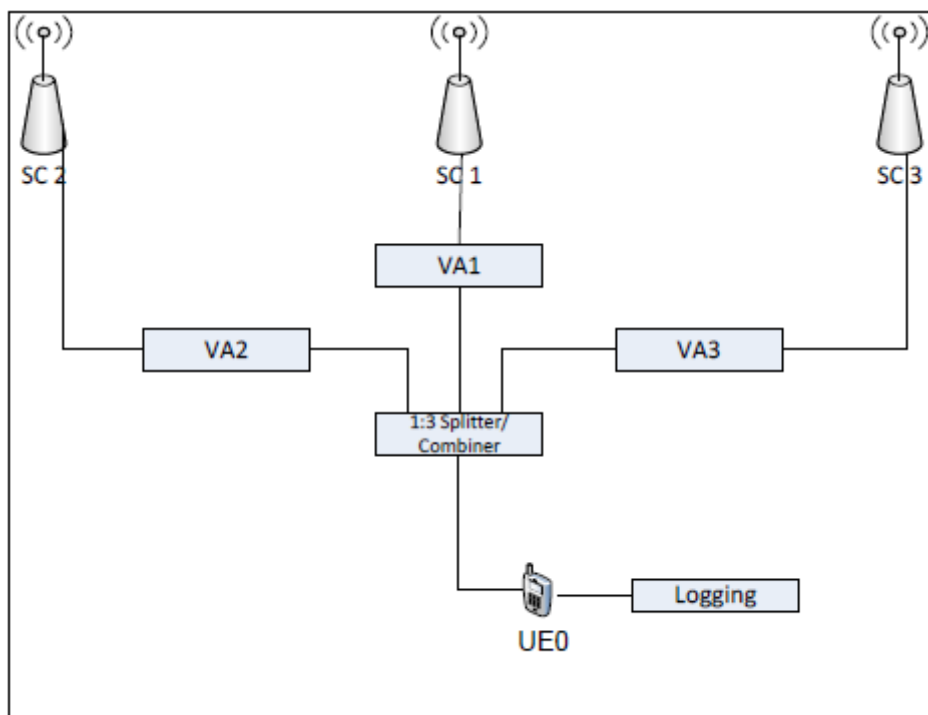 SC 2
SC 1
SC 3
VA1
VA2
VA3
1:3 Splitter/
Combiner
Logging
UE0